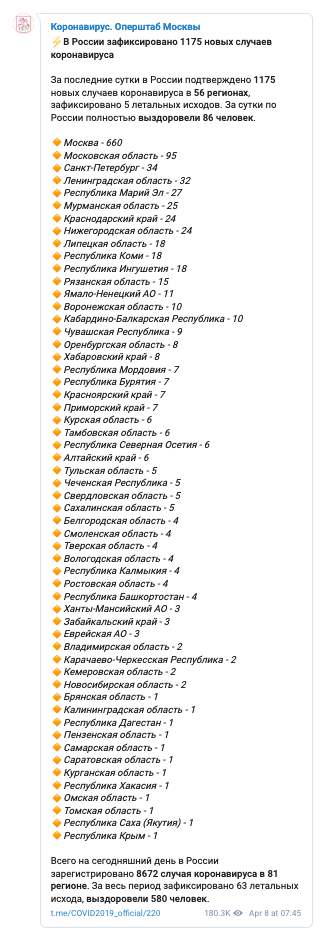 Коронавирус. Оперштаб Москвы
⚡В России зафиксировано 1175 новых случаев
коронавируса
За последние сутки в России подтверждено 1175
новых случаев коронавируса в 56 регионах,
зафиксировано 5 летальных исходов. За сутки по
России полностью выздоровели 86 человек.
🔸Москва - 660
🔸Московская область - 95
🔸Санкт-Петербург - 34
🔸Ленинградская область - 32
🔸Республика Марий Эл - 27
🔸Мурманская область - 25
🔸Краснодарский край - 24
🔸Нижегородская область - 24
🔸Липецкая область - 18
🔸Республика Коми - 18
🔸Республика Ингушетия - 18
🔸Рязанская область - 15
🔸Ямало-Ненецкий АО - 11
🔸Воронежская область - 10
🔸Кабардино-Балкарская Республика - 10
🔸Чувашская Республика - 9
🔸Оренбургская область - 8
🔸Хабаровский край - 8
🔸Республика Мордовия - 7
🔸Республика Бурятия - 7
🔸Красноярский край - 7
🔸Приморский край - 7
🔸Курская область - 6
🔸Тамбовская область - 6
🔸Республика Северная Осетия - 6
🔸Алтайский край - 6
🔸Тульская область - 5
🔸Чеченская Республика - 5
🔸Свердловская область - 5
🔸Сахалинская область - 5
🔸Белгородская область - 4
🔸Смоленская область - 4
🔸Тверская область - 4
🔸Вологодская область - 4
🔸Республика Калмыкия - 4
🔸Ростовская область - 4
🔸Республика Башкортостан - 4
🔸Ханты-Мансийский АО - 3
🔸Забайкальский край - 3
🔸Еврейская АО - 3
🔸Владимирская область - 2
🔸Карачаево-Черкесская Республика - 2
🔸Кемеровская область - 2
🔸Новосибирская область - 2
🔸Брянская область - 1
🔸Калининградская область - 1
🔸Республика Дагестан - 1
🔸Пензенская область - 1
🔸Самарская область - 1
🔸Саратовская область - 1
🔸Курганская область - 1
🔸Республика Хакасия - 1
🔸Омская область - 1
🔸Томская область - 1
🔸Республика Саха (Якутия) - 1
🔸Республика Крым - 1
Всего на сегодняшний день в России
зарегистрировано 8672 случая коронавируса в 81
регионе. За весь период зафиксировано 63 летальных
исхода, выздоровели 580 человек.
t.me/COVID2019_official/220 180.3K Apr 8 at 07:45